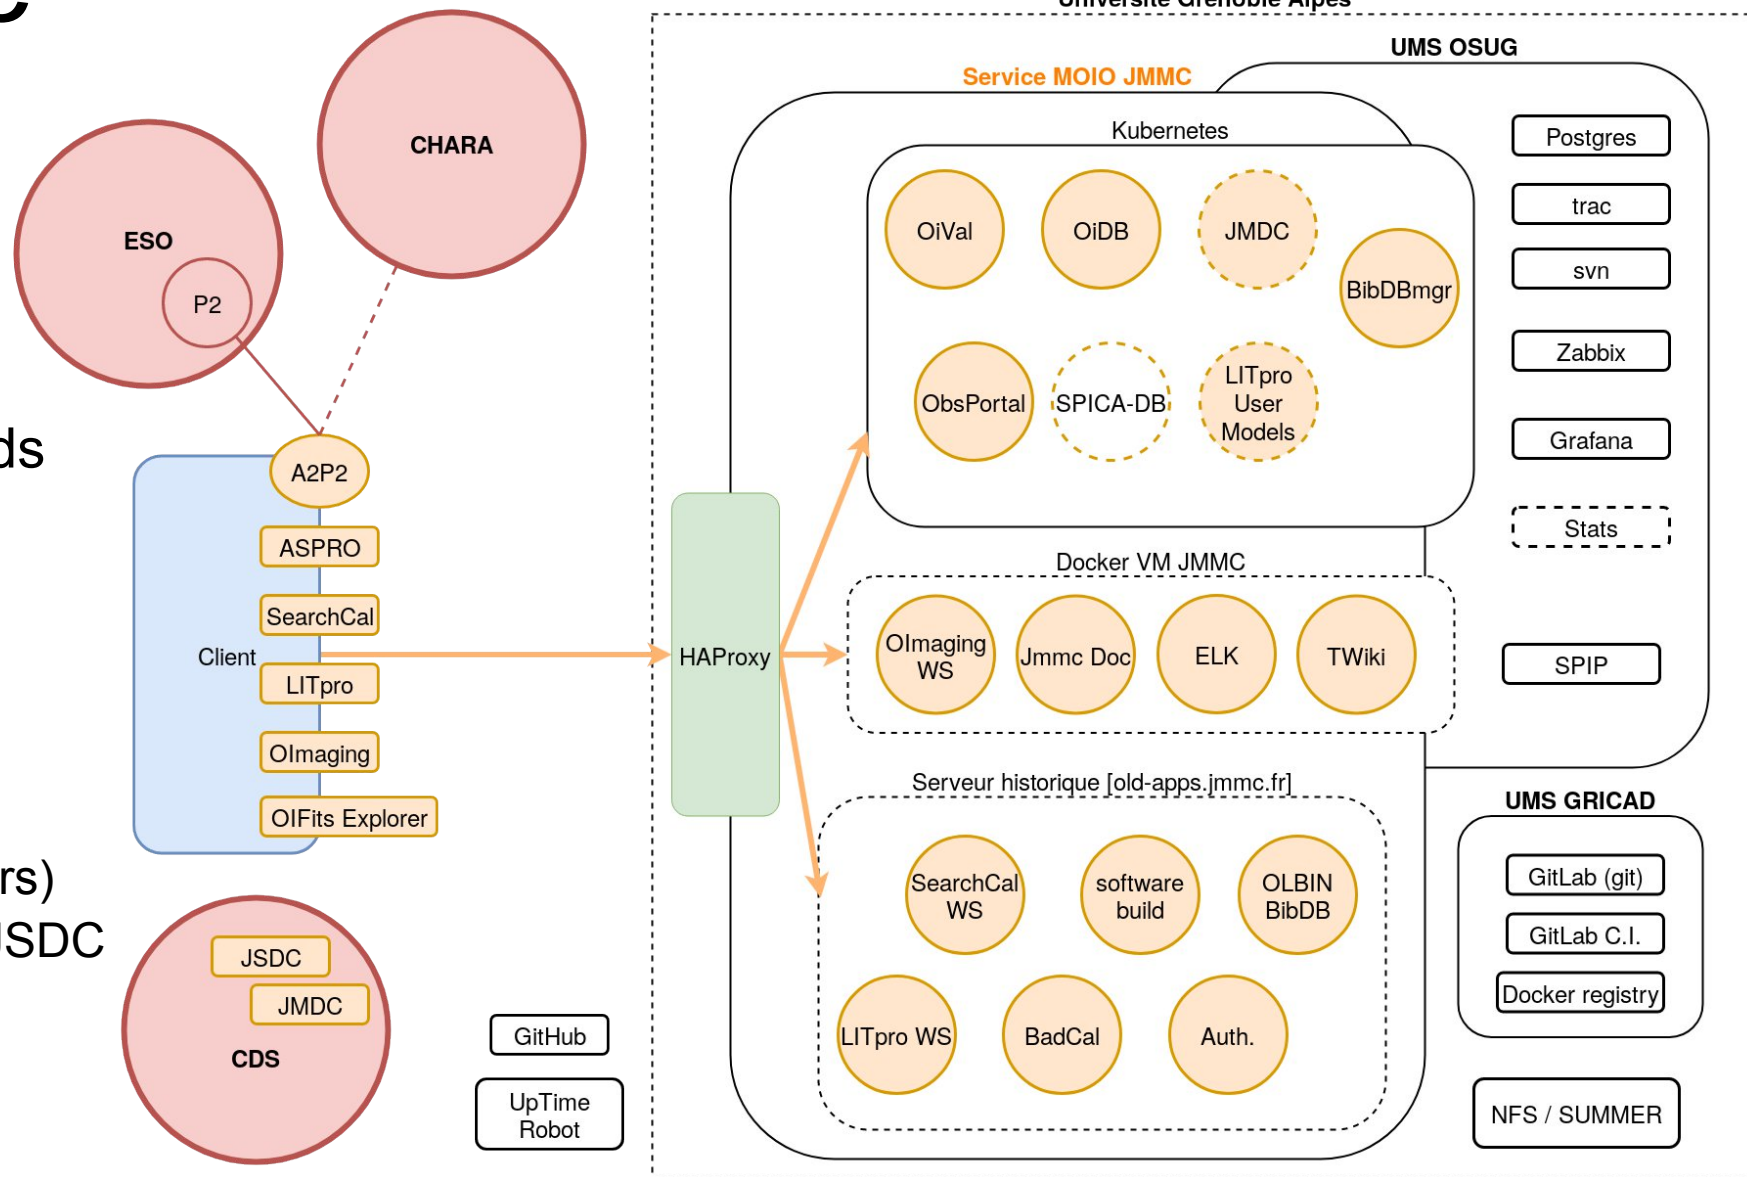 Université Grenoble Alpes
UMS OSUG
Service MOIO JMMC
CHARA
Kubernetes
Postgres
trac
svn
Zabbix
Grafana
Stats
SPIP
OiVal
OiDB
JMDC
BibDBmgr
ObsPortal
SPICA-DB
LITpro
User
Models
ESO
P2
ds
A2P2
ASPRO
SearchCal
Client
LITpro
OImaging
OIFits Explorer
HAProxy
Docker VM JMMC
OImaging
WS
Jmmc Doc
ELK
TWiki
Serveur historique [old-apps.jmmc.fr]
SearchCal
WS
software
build
OLBIN
BibDB
LITpro WS
BadCal
Auth.
UMS GRICAD
GitLab (git)
GitLab C.I.
Docker registry
NFS / SUMMER
rs)
JSDC
JSDC
JMDC
CDS
GitHub
UpTime
Robot